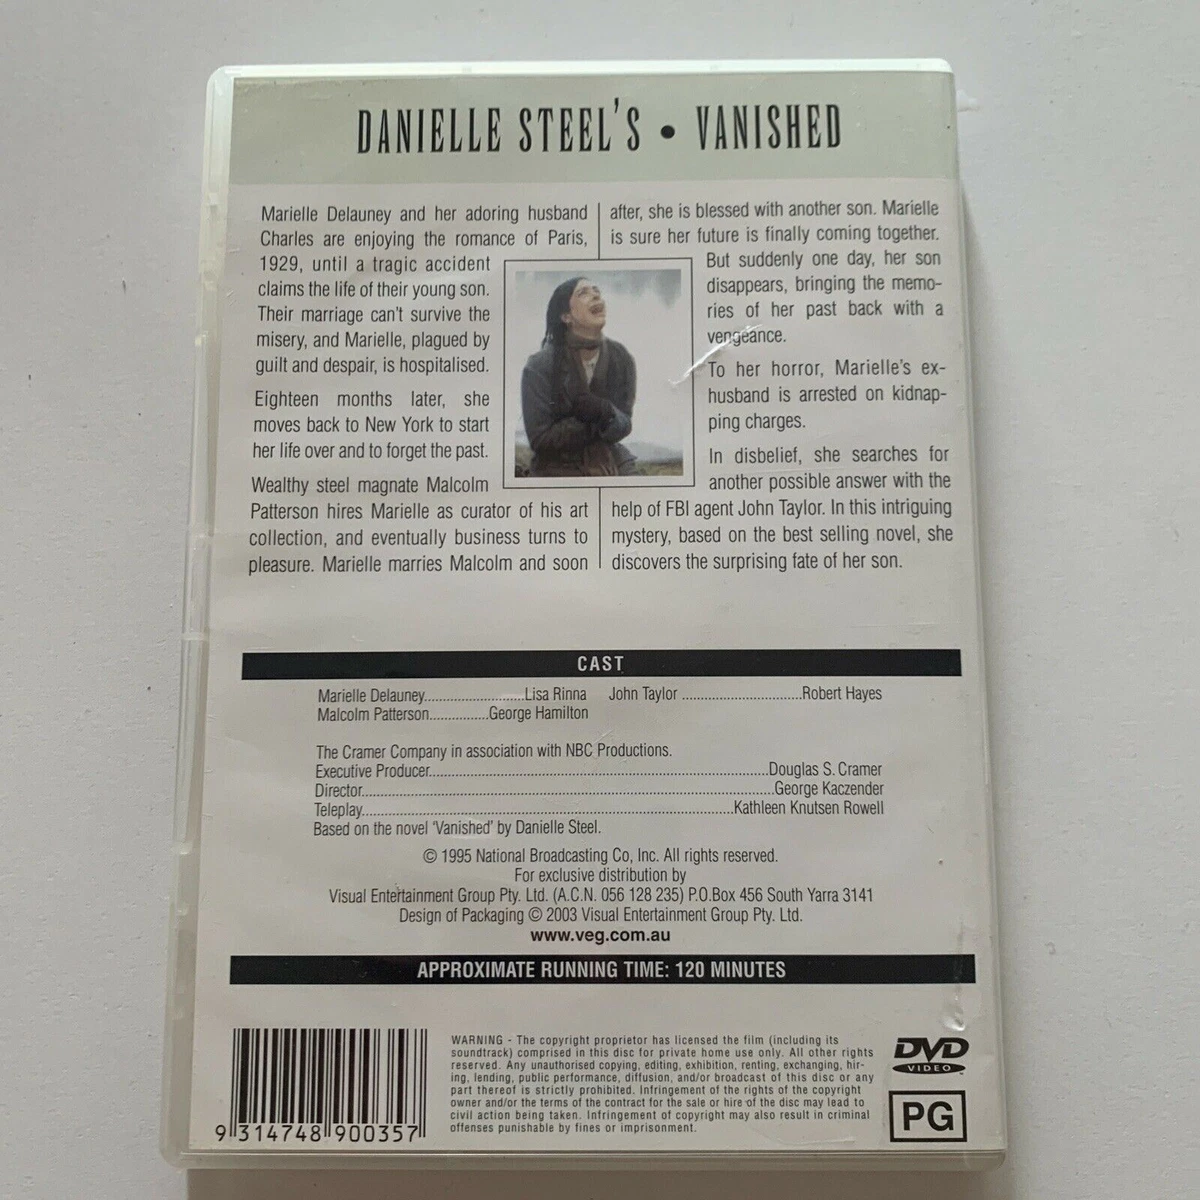 DANIELLE STEEL'S • VANISHED
Marielle Delauney and her adoring husband
Charles are enjoying the romance of Paris,
1929, until a tragic accident
claims the life of their young son.
Their marriage can't survive the
misery, and Marielle, plagued by
guilt and despair, is hospitalised.
Eighteen months later, she
moves back to New York to start
her life over and to forget the past.
Wealthy steel magnate Malcolm
Patterson hires Marielle as curator of his art
collection, and eventually business turns to
pleasure. Marielle marries Malcolm and soon
after, she is blessed with another son. Marielle
is sure her future is finally coming together.
But suddenly one day, her son
disappears, bringing the memo-
ries of her past back with a
vengeance.
To her horror, Marielle's ex-
husband is arrested on kidnap-
ping charges.
In disbelief, she searches for
another possible answer with the
help of FBI agent John Taylor. In this intriguing
mystery, based on the best selling novel, she
discovers the surprising fate of her son.
CAST
Marielle Delauney..........................Lisa Rinna John Taylor ..............................Robert Hayes
Malcolm Patterson...............George Hamilton
The Cramer Company in association with NBC Productions.
Executive Producer.....................................................................................Douglas S. Cramer
Director........................................................................................................George Kaczender
Teleplay..............................................................................................Kathleen Knutsen Rowell
Based on the novel 'Vanished' by Danielle Steel.
© 1995 National Broadcasting Co, Inc. All rights reserved.
For exclusive distribution by
Visual Entertainment Group Pty. Ltd. (A.C.N. 056 128 235) P.O.Box 456 South Yarra 3141
Design of Packaging © 2003 Visual Entertainment Group Pty. Ltd.
www.veg.com.au
APPROXIMATE RUNNING TIME: 120 MINUTES
9 314748 900357
WARNING - The copyright proprietor has licensed the film (including its
soundtrack) comprised in this disc for private home use only. All other rights
reserved. Any unauthorised copying, editing, exhibition, renting, exchanging, hir-
ing, lending, public performance, diffusion, and/or broadcast of this disc or any
part thereof is strictly prohibited. Infringement of the rights of the copyright
owner and/or the terms of the contract for the sale or hire of the disc may lead to
civil action being taken. Infringement of copyright may also result in criminal
offenses punishable by fines or imprisonment.
DVD
VIDEO
PG